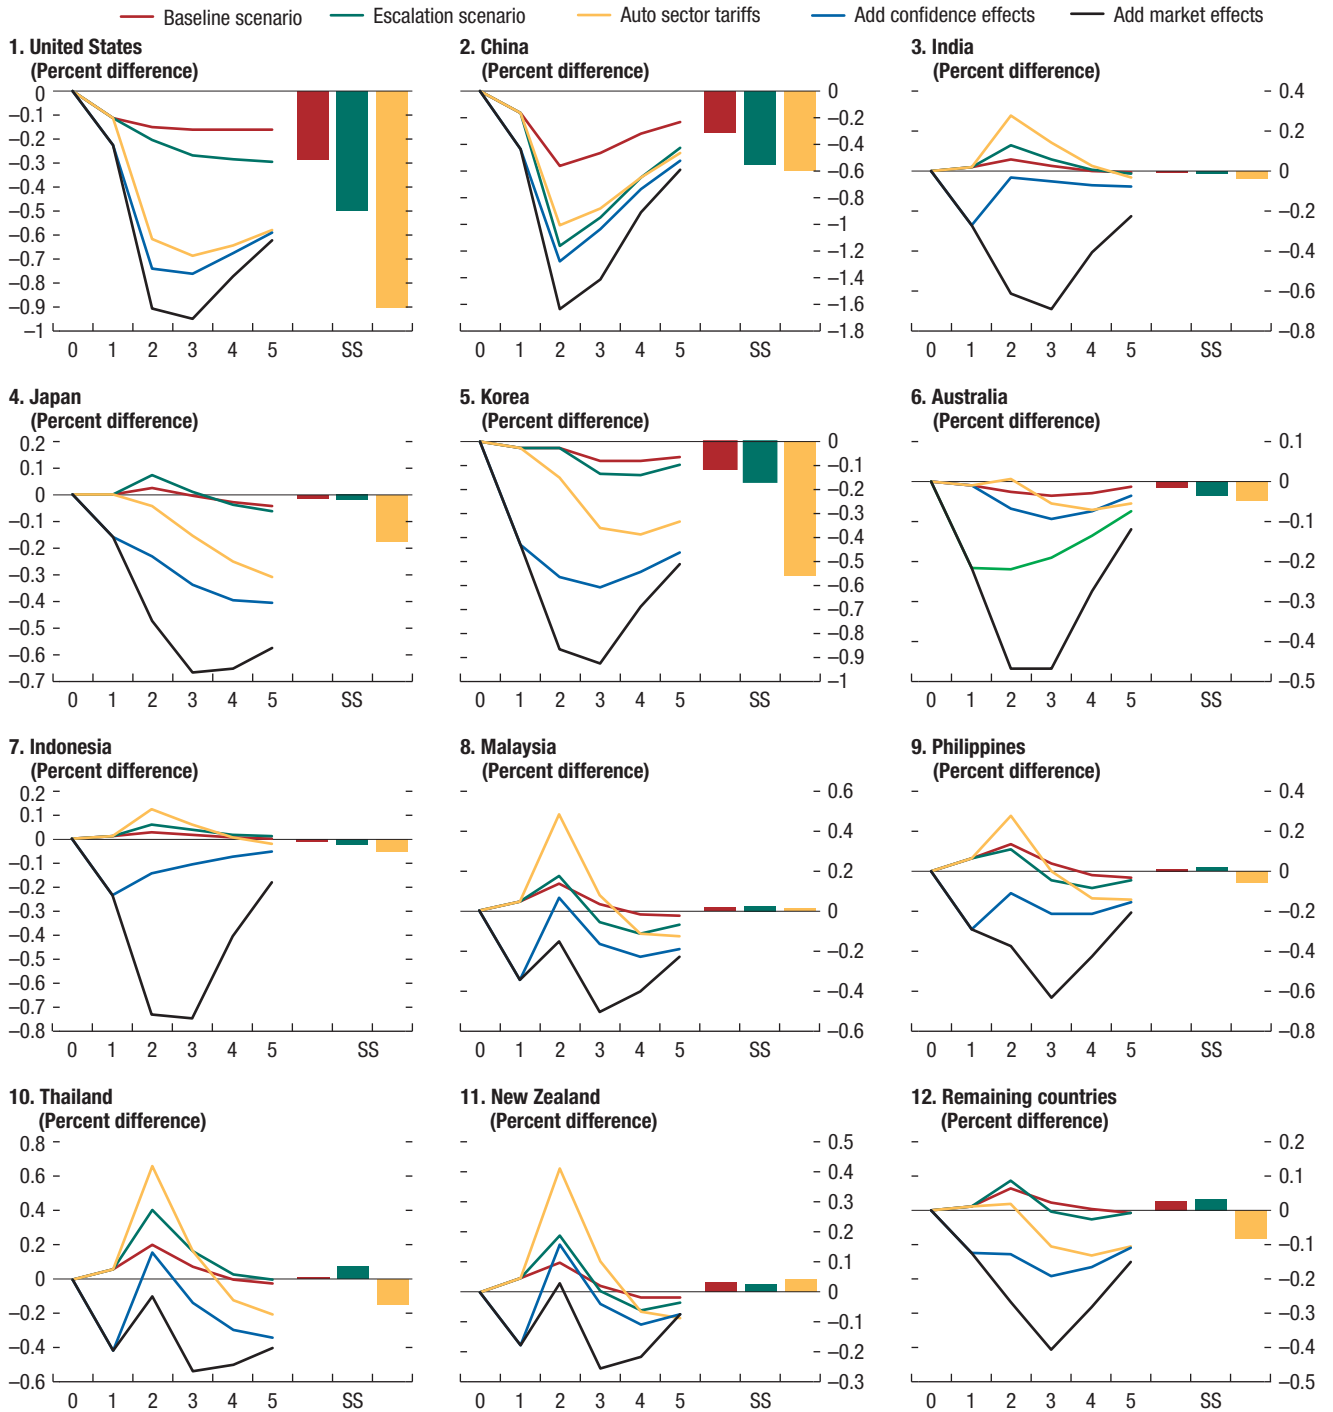 Baseline scenario Escalation scenario Auto sector tariffs Add confidence effects Add market effects
1. United States
(Percent difference)
0
–0.1
–0.2
–0.3
–0.4
–0.5
–0.6
–0.7
–0.8
–0.9
–1
0 1 2 3 4 5 SS
2. China
(Percent difference)
0
–0.2
–0.4
–0.6
–0.8
–1
–1.2
–1.4
–1.6
–1.8
0 1 2 3 4 5 SS
3. India
(Percent difference)
0.4
0.2
0
–0.2
–0.4
–0.6
–0.8
0 1 2 3 4 5 SS
4. Japan
(Percent difference)
0.2
0.1
0
–0.1
–0.2
–0.3
–0.4
–0.5
–0.6
–0.7
0 1 2 3 4 5 SS
5. Korea
(Percent difference)
0
–0.1
–0.2
–0.3
–0.4
–0.5
–0.6
–0.7
–0.8
–0.9
–1
0 1 2 3 4 5 SS
6. Australia
(Percent difference)
0.1
0
–0.1
–0.2
–0.3
–0.4
–0.5
0 1 2 3 4 5 SS
7. Indonesia
(Percent difference)
0.2
0.1
0
–0.1
–0.2
–0.3
–0.4
–0.5
–0.6
–0.7
–0.8
0 1 2 3 4 5 SS
8. Malaysia
(Percent difference)
0.6
0.4
0.2
0
–0.2
–0.4
–0.6
0 1 2 3 4 5 SS
9. Philippines
(Percent difference)
0.4
0.2
0
–0.2
–0.4
–0.6
–0.8
0 1 2 3 4 5 SS
10. Thailand
(Percent difference)
0.8
0.6
0.4
0.2
0
–0.2
–0.4
–0.6
0 1 2 3 4 5 SS
11. New Zealand
(Percent difference)
0.5
0.4
0.3
0.2
0.1
0
–0.1
–0.2
–0.3
0 1 2 3 4 5 SS
12. Remaining countries
(Percent difference)
0.2
0.1
0
–0.1
–0.2
–0.3
–0.4
–0.5
0 1 2 3 4 5 SS